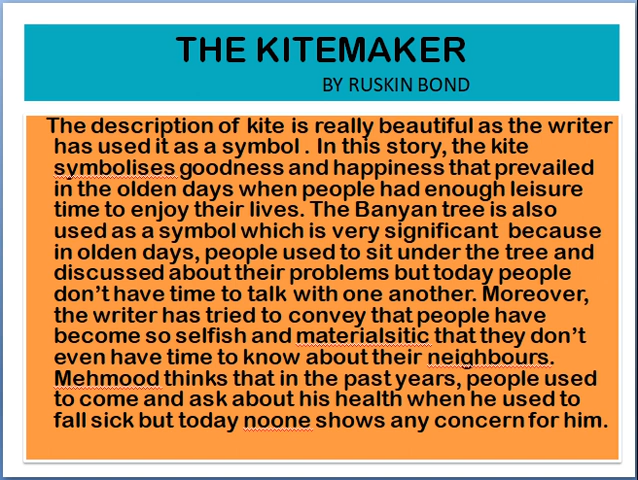 THE KITEMAKER
BY RUSKIN BOND
The description of kite is really beautiful as the writer
has used it as a symbol . In this story, the kite
symbolises goodness and happiness that prevailed
in the olden days when people had enough leisure
time to enjoy their lives. The Banyan tree is also
used as a symbol which is very significant because
in olden days, people used to sit under the tree and
discussed about their problems but today people
don't have time to talk with one another. Moreover,
the writer has tried to convey that people have
become so selfish and materialsitic that they don't
even have time to know about their neighbours.
Mehmood thinks that in the past years, people used
to come and ask about his health when he used to
fall sick but today noone shows any concern for him.